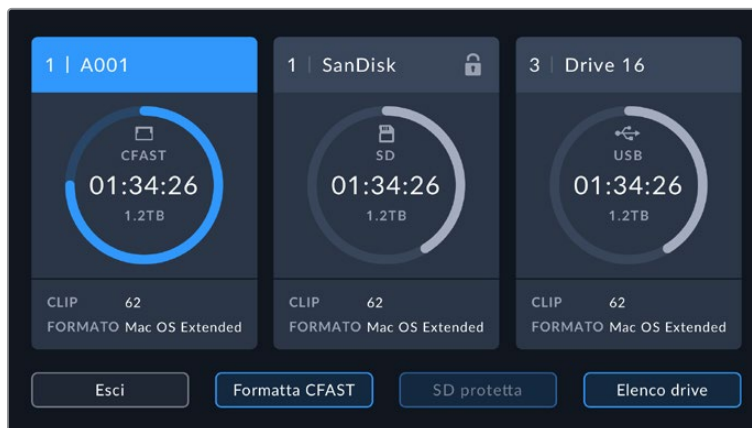 1 | A001
CFAST
01:34:26
1.2TB
CLIP 62
FORMATO Mac OS Extended
1 | SanDisk
SD
01:34:26
1.2TB
CLIP 62
FORMATO Mac OS Extended
3 | Drive 16
USB
01:34:26
1.2TB
CLIP 62
FORMATO Mac OS Extended
Esci
Formatta CFAST
SD protetta
Elenco drive